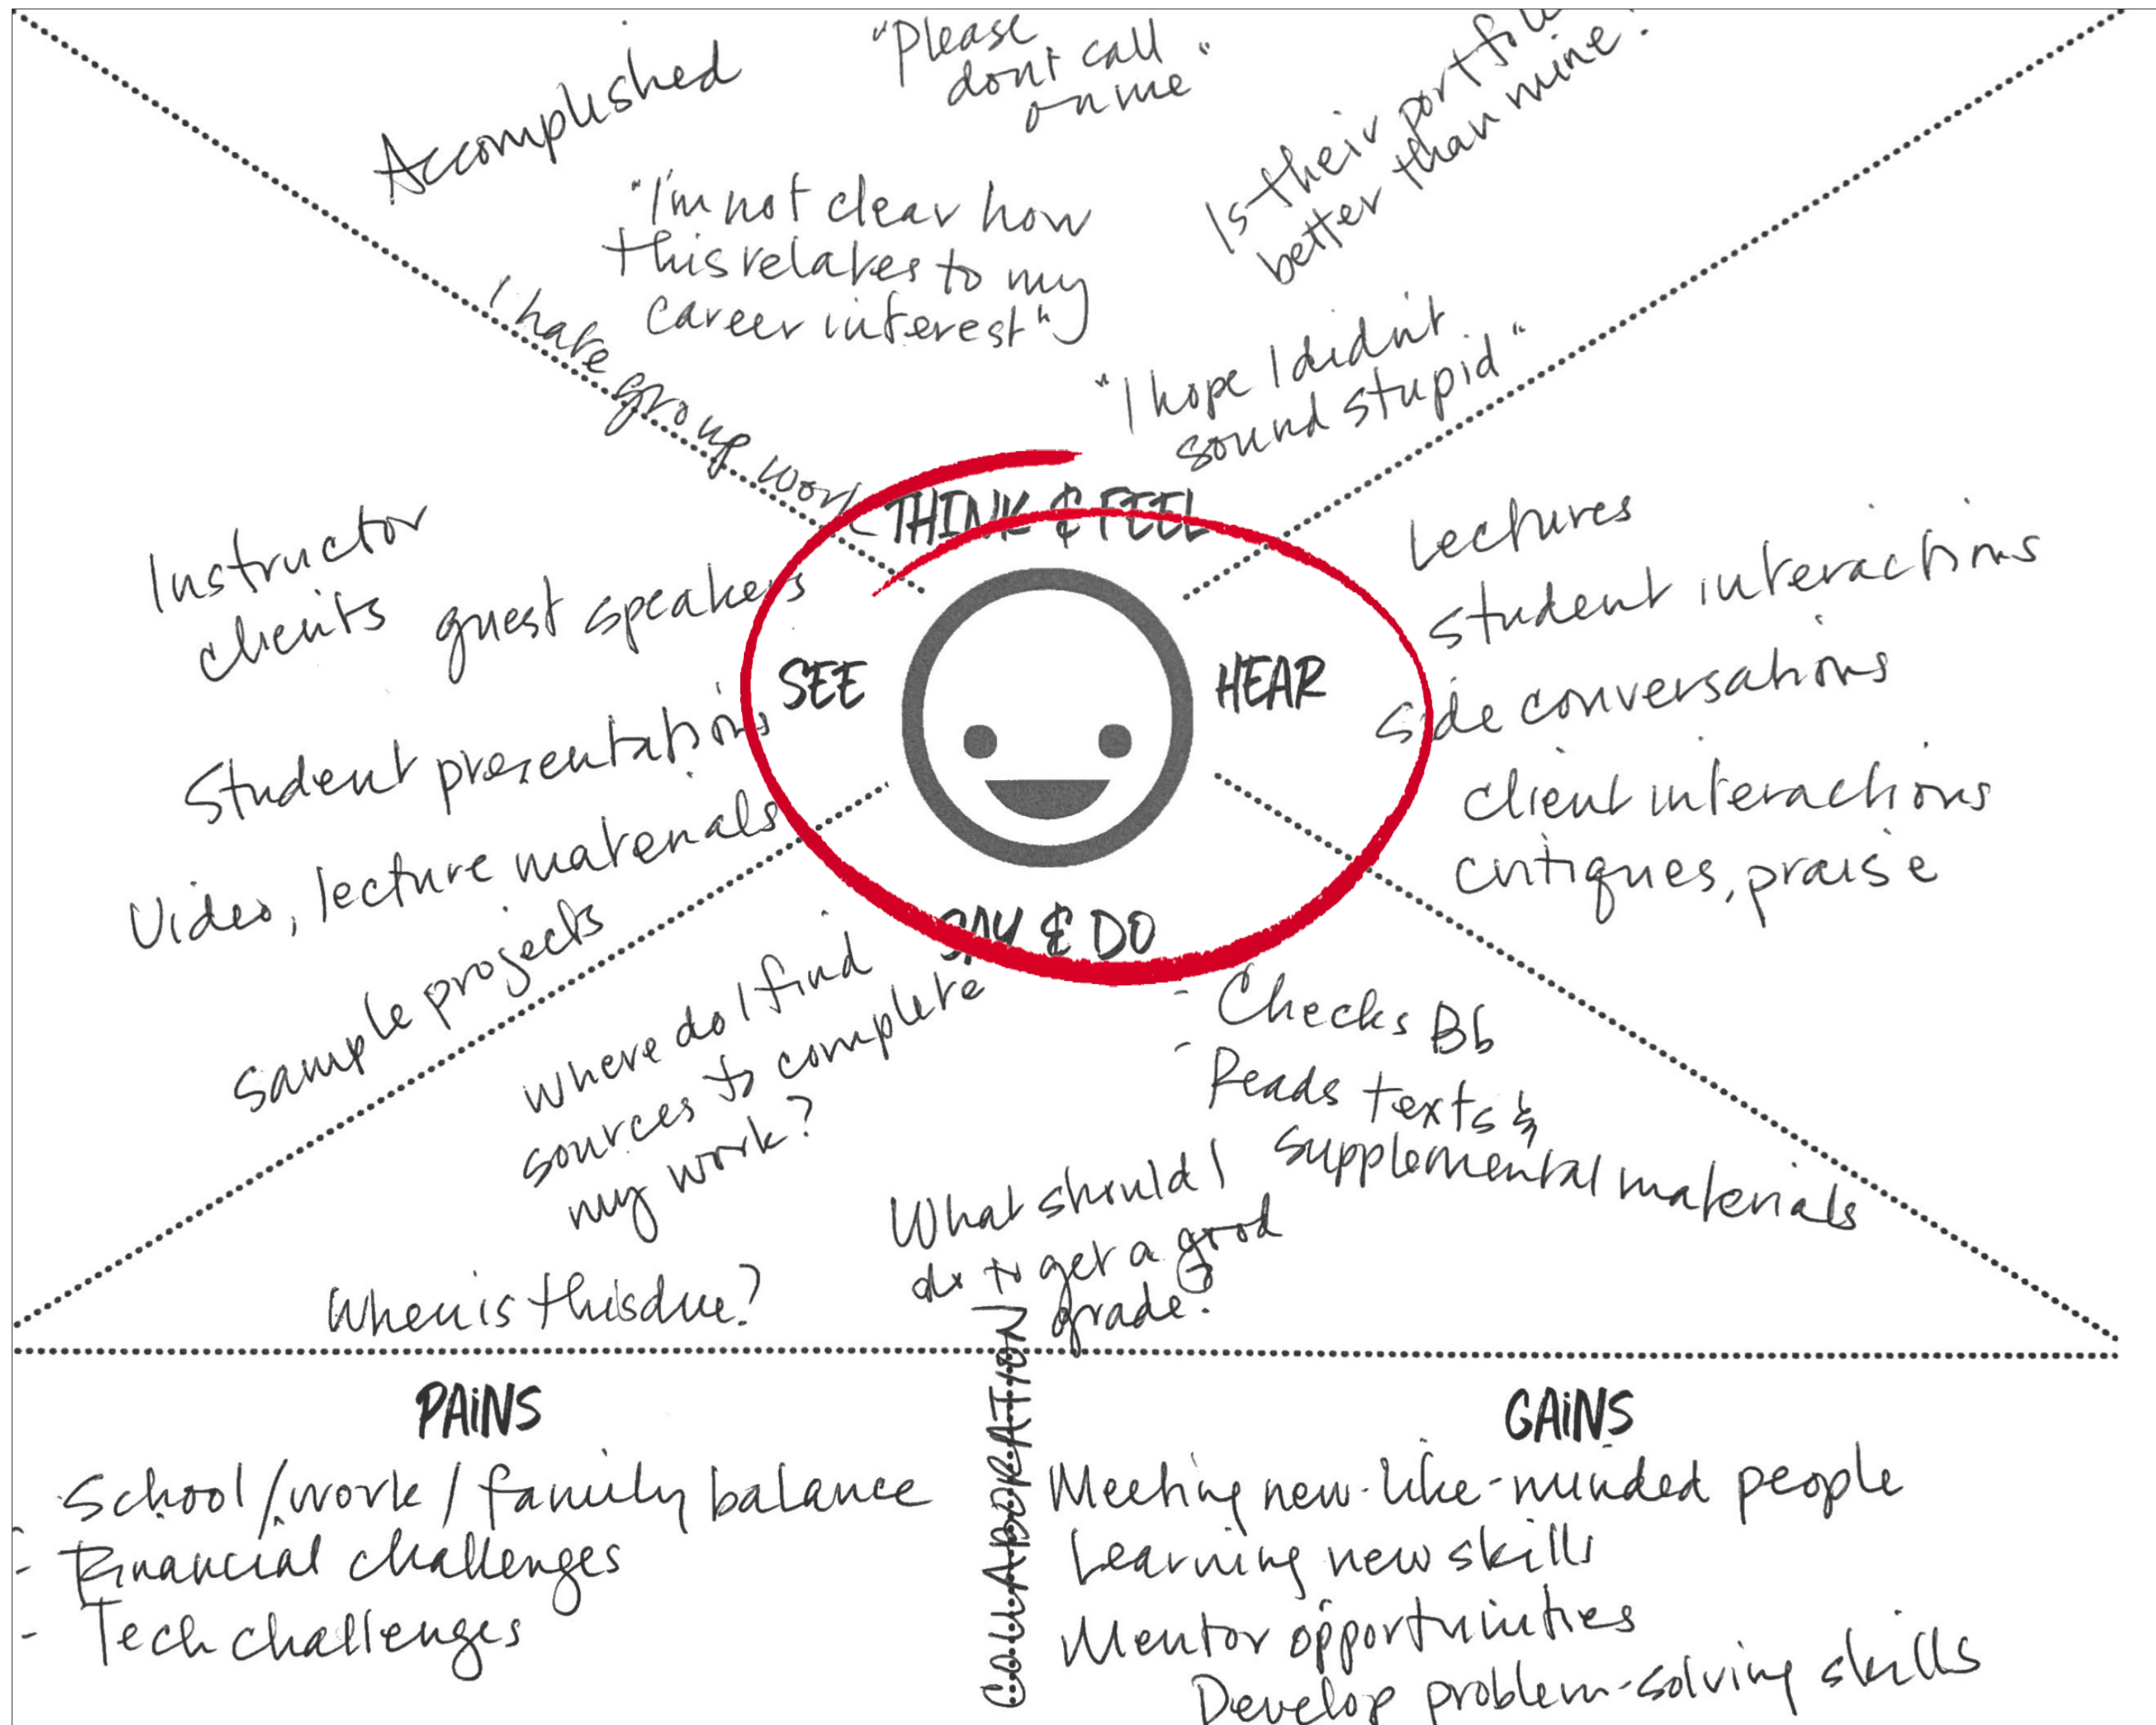 Accomplished
"Please
dont call
on me"
Is their
better than mine?
"I'm not clear how
this relates to my
career interest"
I hate group work
"I hope I didn't
sound stupid"
THINK & FEEL
Instructor
clients guest speakers
Student presentations
Video, lecture materials
Sample projects
SEE
HEAR
Lectures
Student interactions
Side conversations
client interactions
critiques, praise
SAY & DO
Where do I find
sources to complete
my work?
When is this due?
- Checks Bb
- Reads texts &
supplemental materials
What should I
do to get a good
grade?
COLLABORATION
PAINS
- School/work/family balance
- Financial challenges
- Tech challenges
GAINS
Meeting new-like-minded people
Learning new skills
Mentor opportunities
Develop problem-solving skills